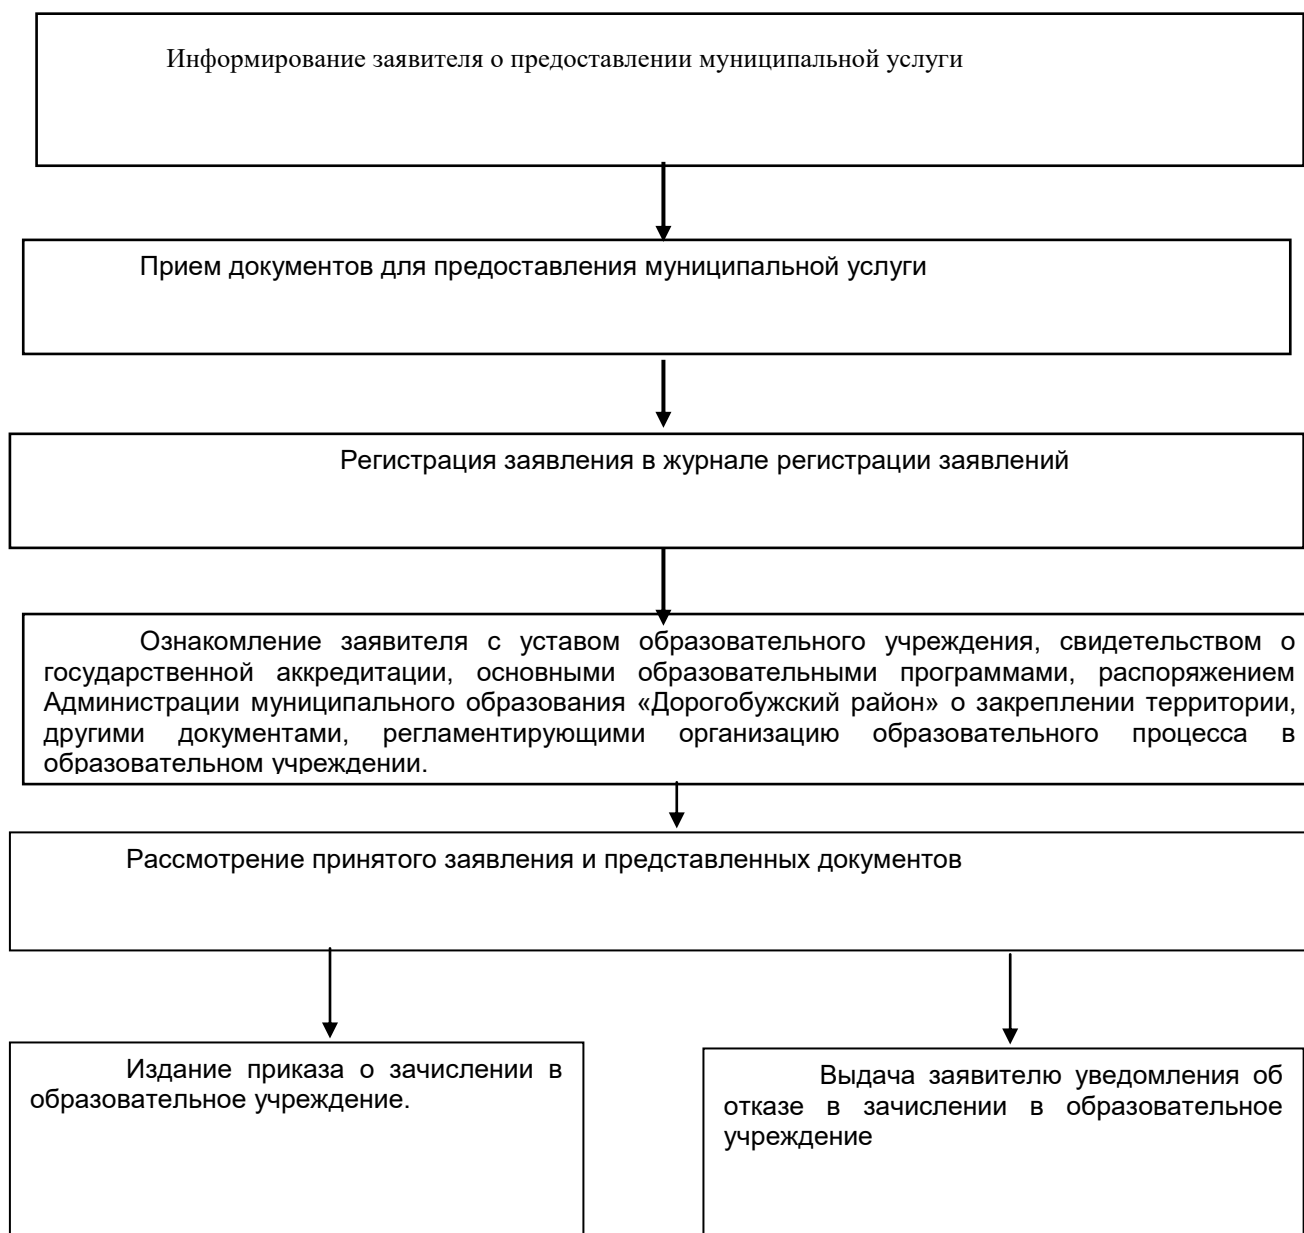 Информирование заявителя о предоставлении муниципальной услуги
Прием документов для предоставления муниципальной услуги
Регистрация заявления в журнале регистрации заявлений
Ознакомление заявителя с уставом образовательного учреждения, свидетельством о
государственной аккредитации, основными образовательными программами, распоряжением
Администрации муниципального образования «Дорогобужский район» о закреплении территории,
другими документами, регламентирующими организацию образовательного процесса в
образовательном учреждении.
Рассмотрение принятого заявления и представленных документов
Издание приказа о зачислении в
образовательное учреждение.
Выдача заявителю уведомления об
отказе в зачислении в образовательное
учреждение